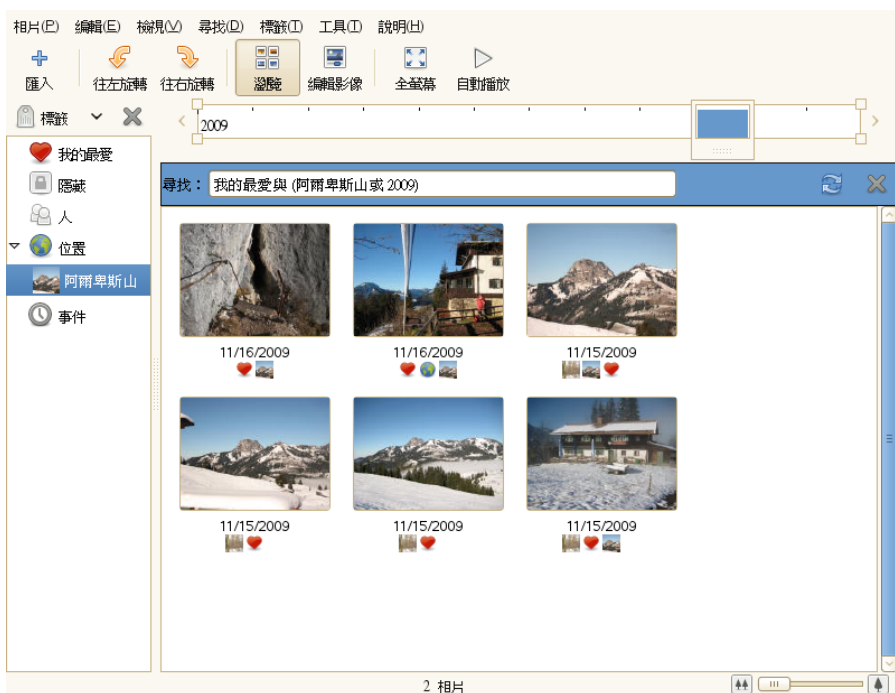 相片(P) 編輯(E) 檢視(V) 尋找(D) 標籤(T) 工具(T) 說明(H)
匯入 往左旋轉 往右旋轉 瀏覽 編輯影像 全螢幕 自動播放
標籤
2009
我的最愛
隱藏
人
位置
阿爾卑斯山
事件
尋找： 我的最愛與 (阿爾卑斯山或 2009)
11/16/2009 11/16/2009 11/15/2009
11/15/2009 11/15/2009 11/15/2009
2 相片